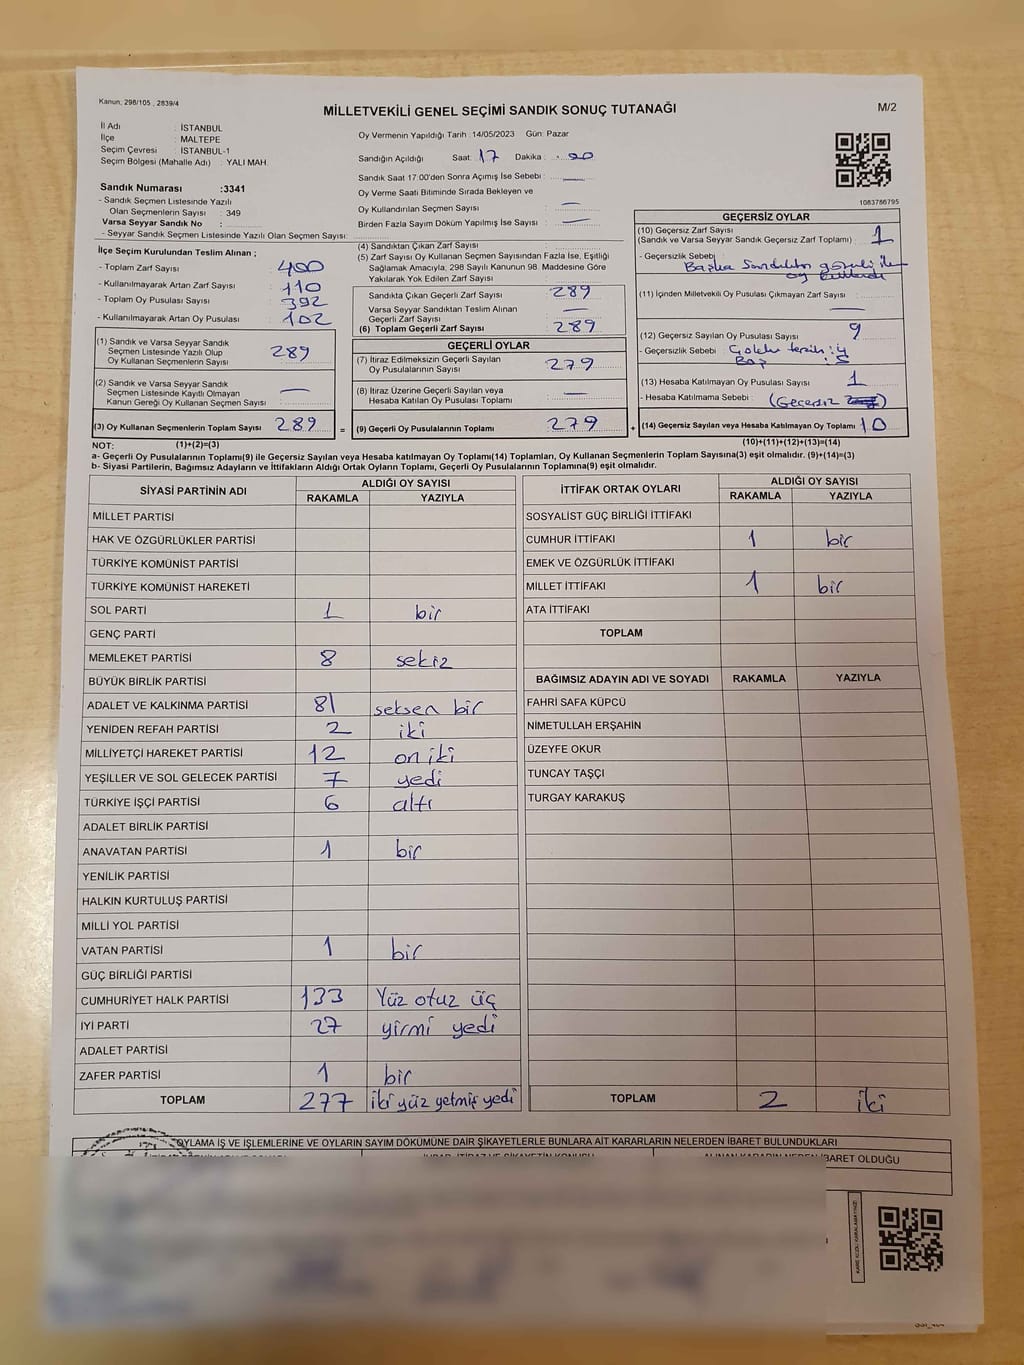 Kanun, 298/105 , 2839/4
MİLLETVEKİLİ GENEL SEÇİMİ SANDIK SONUÇ TUTANAĞI
M/2
İl Adı : İSTANBUL
İlçe : MALTEPE
Seçim Çevresi : İSTANBUL-1
Seçim Bölgesi (Mahalle Adı) : YALI MAH.
Sandık Numarası :3341
- Sandık Seçmen Listesinde Yazılı
Olan Seçmenlerin Sayısı : 349
Varsa Seyyar Sandık No :
- Seyyar Sandık Seçmen Listesinde Yazılı Olan Seçmen Sayısı:
Oy Vermenin Yapıldığı Tarih :14/05/2023 Gün: Pazar
Sandığın Açıldığı Saat: 17 Dakika :
Sandık Saat 17.00'den Sonra Açılmış İse Sebebi : —
Oy Verme Saati Bitiminde Sırada Bekleyen ve
Oy Kullandırılan Seçmen Sayısı : —
Birden Fazla Sayım Döküm Yapılmış İse Sayısı : —
1083766795
İlçe Seçim Kurulundan Teslim Alınan ;
- Toplam Zarf Sayısı : 400
- Kullanılmayarak Artan Zarf Sayısı : 110
- Toplam Oy Pusulası Sayısı : 392
- Kullanılmayarak Artan Oy Pusulası : 102
(1) Sandık ve Varsa Seyyar Sandık
Seçmen Listesinde Yazılı Olup
Oy Kullanan Seçmenlerin Sayısı : 289
(2) Sandık ve Varsa Seyyar Sandık
Seçmen Listesinde Kayıtlı Olmayan
Kanun Gereği Oy Kullanan Seçmen Sayısı : —
(3) Oy Kullanan Seçmenlerin Toplam Sayısı 289
(4) Sandıktan Çıkan Zarf Sayısı :
(5) Zarf Sayısı Oy Kullanan Seçmen Sayısından Fazla İse, Eşitliği
Sağlamak Amacıyla, 298 Sayılı Kanunun 98. Maddesine Göre
Yakılarak Yok Edilen Zarf Sayısı :
Sandıkta Çıkan Geçerli Zarf Sayısı : 289
Varsa Seyyar Sandıktan Teslim Alınan
Geçerli Zarf Sayısı : —
(6) Toplam Geçerli Zarf Sayısı : 289
GEÇERLİ OYLAR
(7) İtiraz Edilmeksizin Geçerli Sayılan
Oy Pusulalarının Sayısı : 279
(8) İtiraz Üzerine Geçerli Sayılan veya
Hesaba Katılan Oy Pusulası Toplamı : —
= (9) Geçerli Oy Pusulalarının Toplamı : 279
GEÇERSİZ OYLAR
(10) Geçersiz Zarf Sayısı
(Sandık ve Varsa Seyyar Sandık Geçersiz Zarf Toplamı) : 1
- Geçersizlik Sebebi :
Başka Sandıkta görevli ile
oy
(11) İçinden Milletvekili Oy Pusulası Çıkmayan Zarf Sayısı :
—
(12) Geçersiz Sayılan Oy Pusulası Sayısı : 9
- Geçersizlik Sebebi : Çoklu tercih : 4
Boş : 5
(13) Hesaba Katılmayan Oy Pusulası Sayısı : 1
- Hesaba Katılmama Sebebi : (Geçersiz )
+ (14) Geçersiz Sayılan veya Hesaba Katılmayan Oy Toplamı : 10
NOT: (1)+(2)=(3)
(10)+(11)+(12)+(13)=(14)
a- Geçerli Oy Pusulalarının Toplamı(9) ile Geçersiz Sayılan veya Hesaba Katılmayan Oy Toplamı(14) Toplamları, Oy Kullanan Seçmenlerin Toplam Sayısına(3) eşit olmalıdır. (9)+(14)=(3)
b- Siyasi Partilerin, Bağımsız Adayların ve İttifakların Aldığı Ortak Oyların Toplamı, Geçerli Oy Pusulalarının Toplamına(9) eşit olmalıdır.
SİYASİ PARTİNİN ADI ALDIĞI OY SAYISI
RAKAMLA YAZIYLA
MİLLET PARTİSİ
HAK VE ÖZGÜRLÜKLER PARTİSİ
TÜRKİYE KOMÜNİST PARTİSİ
TÜRKİYE KOMÜNİST HAREKETİ
SOL PARTİ 1 bir
GENÇ PARTİ
MEMLEKET PARTİSİ 8 sekiz
BÜYÜK BİRLİK PARTİSİ
ADALET VE KALKINMA PARTİSİ 81 seksen bir
YENİDEN REFAH PARTİSİ 2 iki
MİLLİYETÇİ HAREKET PARTİSİ 12 on iki
YEŞİLLER VE SOL GELECEK PARTİSİ 7 yedi
TÜRKİYE İŞÇİ PARTİSİ 6 altı
ADALET BİRLİK PARTİSİ
ANAVATAN PARTİSİ 1 bir
YENİLİK PARTİSİ
HALKIN KURTULUŞ PARTİSİ
MİLLİ YOL PARTİSİ
VATAN PARTİSİ 1 bir
GÜÇ BİRLİĞİ PARTİSİ
CUMHURİYET HALK PARTİSİ 133 Yüz otuz üç
İYİ PARTİ 27 yirmi yedi
ADALET PARTİSİ
ZAFER PARTİSİ 1 bir
TOPLAM 277 iki yüz yetmiş yedi
İTTİFAK ORTAK OYLARI ALDIĞI OY SAYISI
RAKAMLA YAZIYLA
SOSYALİST GÜÇ BİRLİĞİ İTTİFAKI
CUMHUR İTTİFAKI 1 bir
EMEK VE ÖZGÜRLÜK İTTİFAKI
MİLLET İTTİFAKI 1 bir
ATA İTTİFAKI
TOPLAM
BAĞIMSIZ ADAYIN ADI VE SOYADI RAKAMLA YAZIYLA
FAHRİ SAFA KÜPCÜ
NİMETULLAH ERŞAHİN
ÜZEYFE OKUR
TUNCAY TAŞÇI
TURGAY KARAKUŞ
TOPLAM 2 iki
OYLAMA İŞ VE İŞLEMLERİNE VE OYLARIN SAYIM DÖKÜMÜNE DAİR ŞİKAYETLERLE BUNLARA AİT KARARLARIN NELERDEN İBARET BULUNDUKLARI
ALINAN KARARIN NEDEN İBARET OLDUĞU